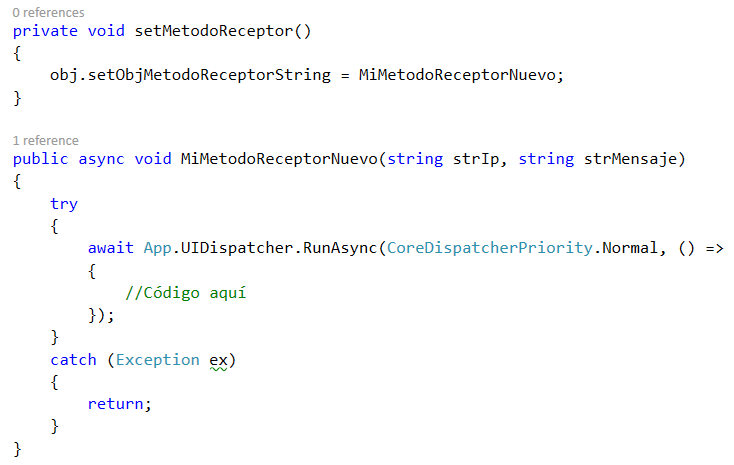 0 references
private void setMetodoReceptor()
{
    obj.setObjMetodoReceptorString = MiMetodoReceptorNuevo;
}
1 reference
public async void MiMetodoReceptorNuevo(string strIp, string strMensaje)
{
    try
    {
        await App.UIDispatcher.RunAsync(CoreDispatcherPriority.Normal, () =>
        {
            //Código aquí
        });
    }
    catch (Exception ex)
    {
        return;
    }
}